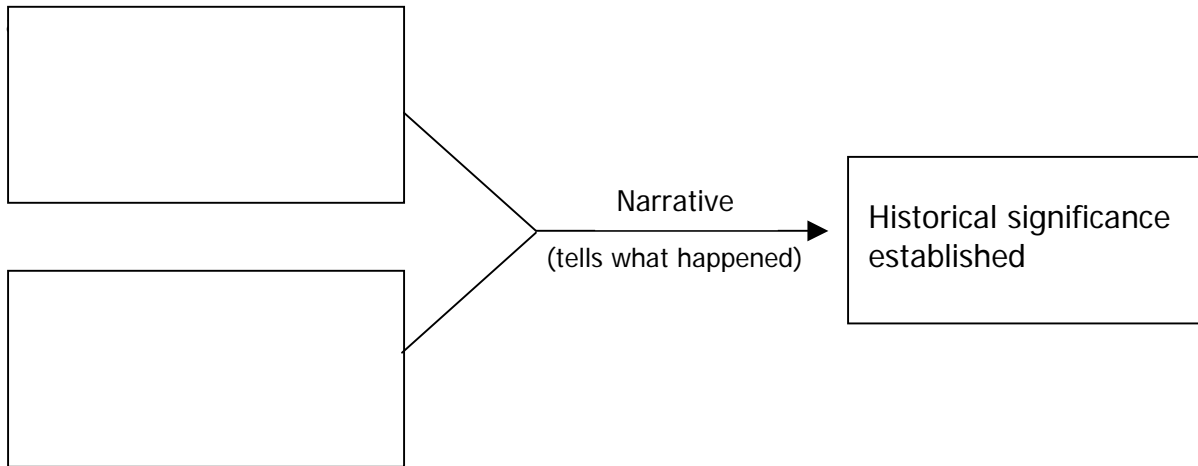 Narrative
(tells what happened)
Historical significance
established